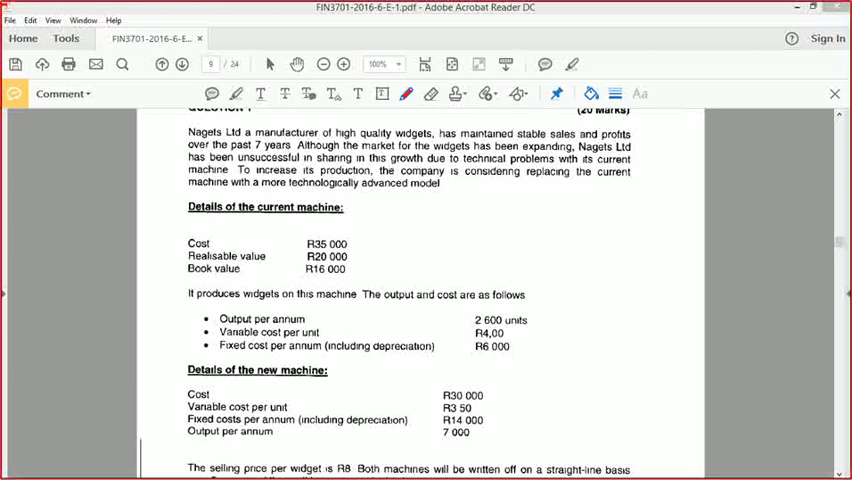 FIN3701-2016-6-E-1.pdf - Adobe Acrobat Reader DC
File Edit View Window Help
Home Tools FIN3701-2016-6-E... × Sign In
9 / 24 100%
Comment
(20 Marks)
Nagets Ltd a manufacturer of high quality widgets, has maintained stable sales and profits
over the past 7 years Although the market for the widgets has been expanding, Nagets Ltd
has been unsuccessful in sharing in this growth due to technical problems with its current
machine To increase its production, the company is considering replacing the current
machine with a more technologically advanced model
Details of the current machine:
Cost R35 000
Realisable value R20 000
Book value R16 000
It produces widgets on this machine The output and cost are as follows
• Output per annum 2 600 units
• Variable cost per unit R4,00
• Fixed cost per annum (including depreciation) R6 000
Details of the new machine:
Cost R30 000
Variable cost per unit R3 50
Fixed costs per annum (including depreciation) R14 000
Output per annum 7 000
The selling price per widget is R8 Both machines will be written off on a straight-line basis